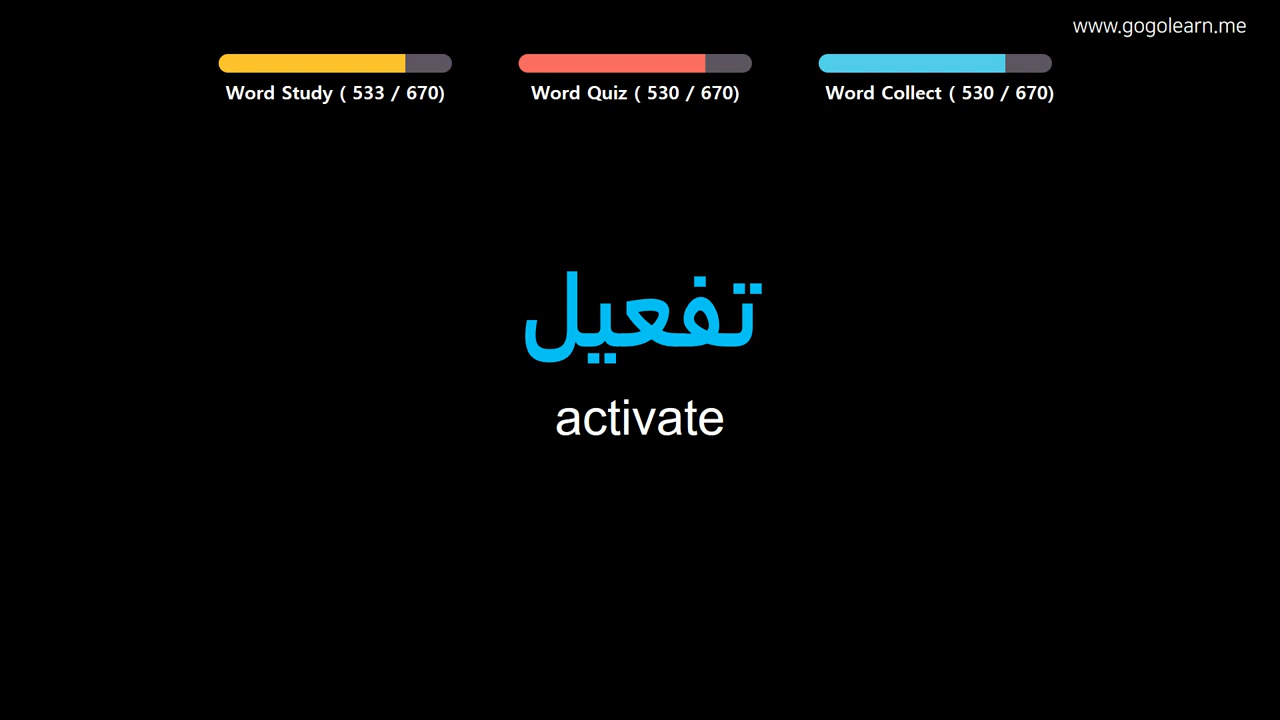 www.gogolearn.me
Word Study ( 533 / 670)
Word Quiz ( 530 / 670)
Word Collect ( 530 / 670)
تفعيل
activate